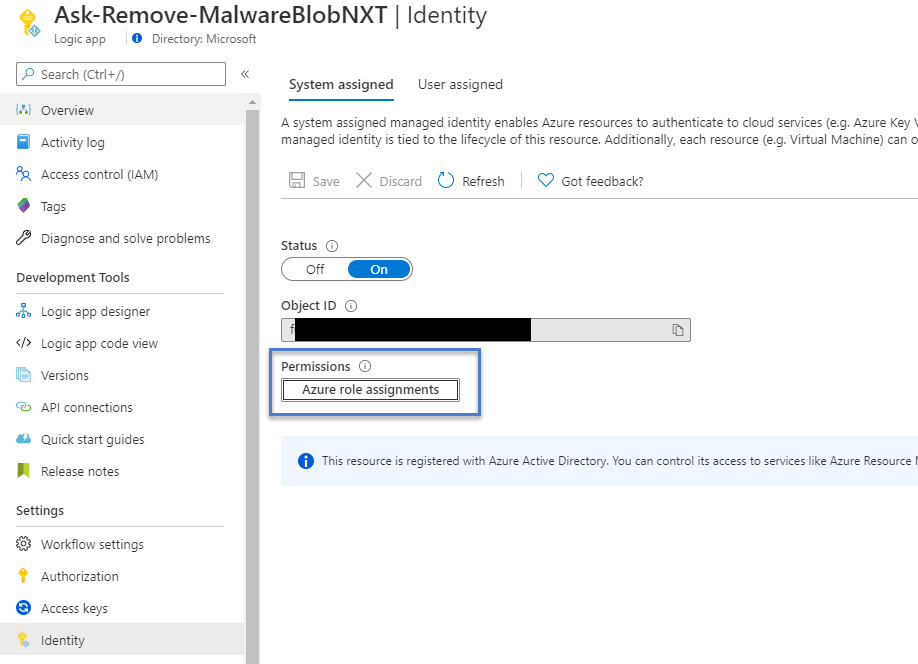 Ask-Remove-MalwareBlobNXT | Identity
Logic app
Directory: Microsoft
Search (Ctrl+/)
Overview
Activity log
Access control (IAM)
Tags
Diagnose and solve problems
Development Tools
Logic app designer
Logic app code view
Versions
API connections
Quick start guides
Release notes
Settings
Workflow settings
Authorization
Access keys
Identity
System assigned
User assigned
A system assigned managed identity enables Azure resources to authenticate to cloud services (e.g. Azure Key V
managed identity is tied to the lifecycle of this resource. Additionally, each resource (e.g. Virtual Machine) can o
Save
Discard
Refresh
Got feedback?
Status
Off
On
Object ID
Permissions
Azure role assignments
This resource is registered with Azure Active Directory. You can control its access to services like Azure Resource